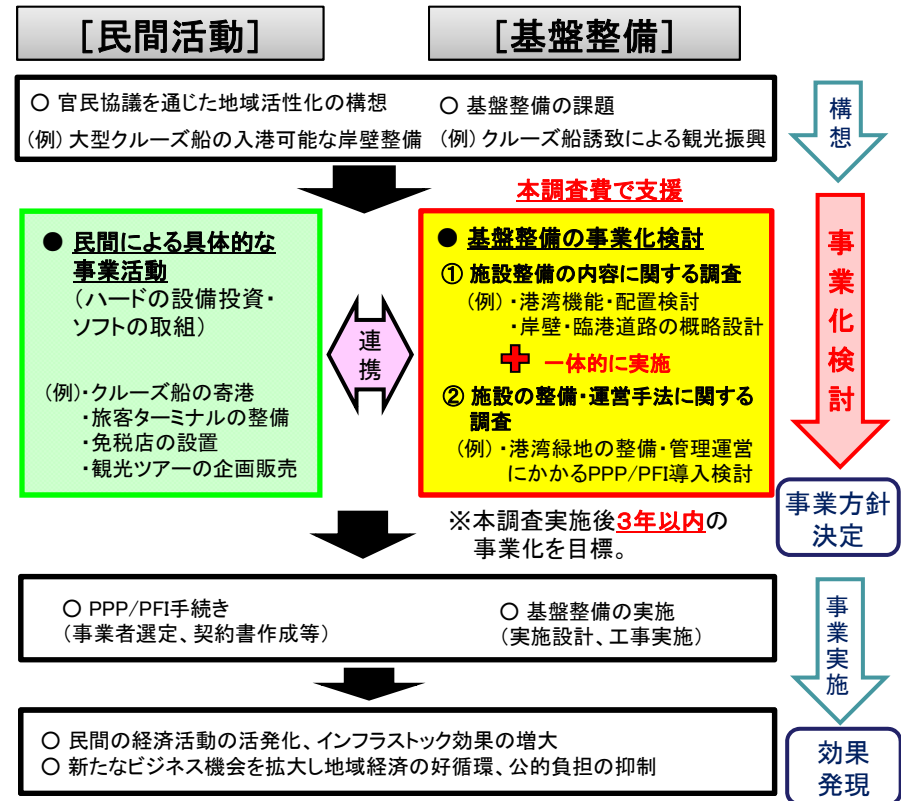 ［民間活動］
［基盤整備］
○ 官民協議を通じた地域活性化の構想
(例) 大型クルーズ船の入港可能な岸壁整備
○ 基盤整備の課題
(例) クルーズ船誘致による観光振興
構想
本調査費で支援
● 民間による具体的な
事業活動
（ハードの設備投資・
ソフトの取組）
(例)・クルーズ船の寄港
・旅客ターミナルの整備
・免税店の設置
・観光ツアーの企画販売
連携
● 基盤整備の事業化検討
① 施設整備の内容に関する調査
(例)・港湾機能・配置検討
・岸壁・臨港道路の概略設計
一体的に実施
② 施設の整備・運営手法に関する
調査
(例)・港湾緑地の整備・管理運営
にかかるPPP/PFI導入検討
事業化検討
※本調査実施後３年以内の
事業化を目標。
事業方針
決定
○ PPP/PFI手続き
(事業者選定、契約書作成等)
○ 基盤整備の実施
(実施設計、工事実施)
事業実施
○ 民間の経済活動の活発化、インフラストック効果の増大
○ 新たなビジネス機会を拡大し地域経済の好循環、公的負担の抑制
効果
発現